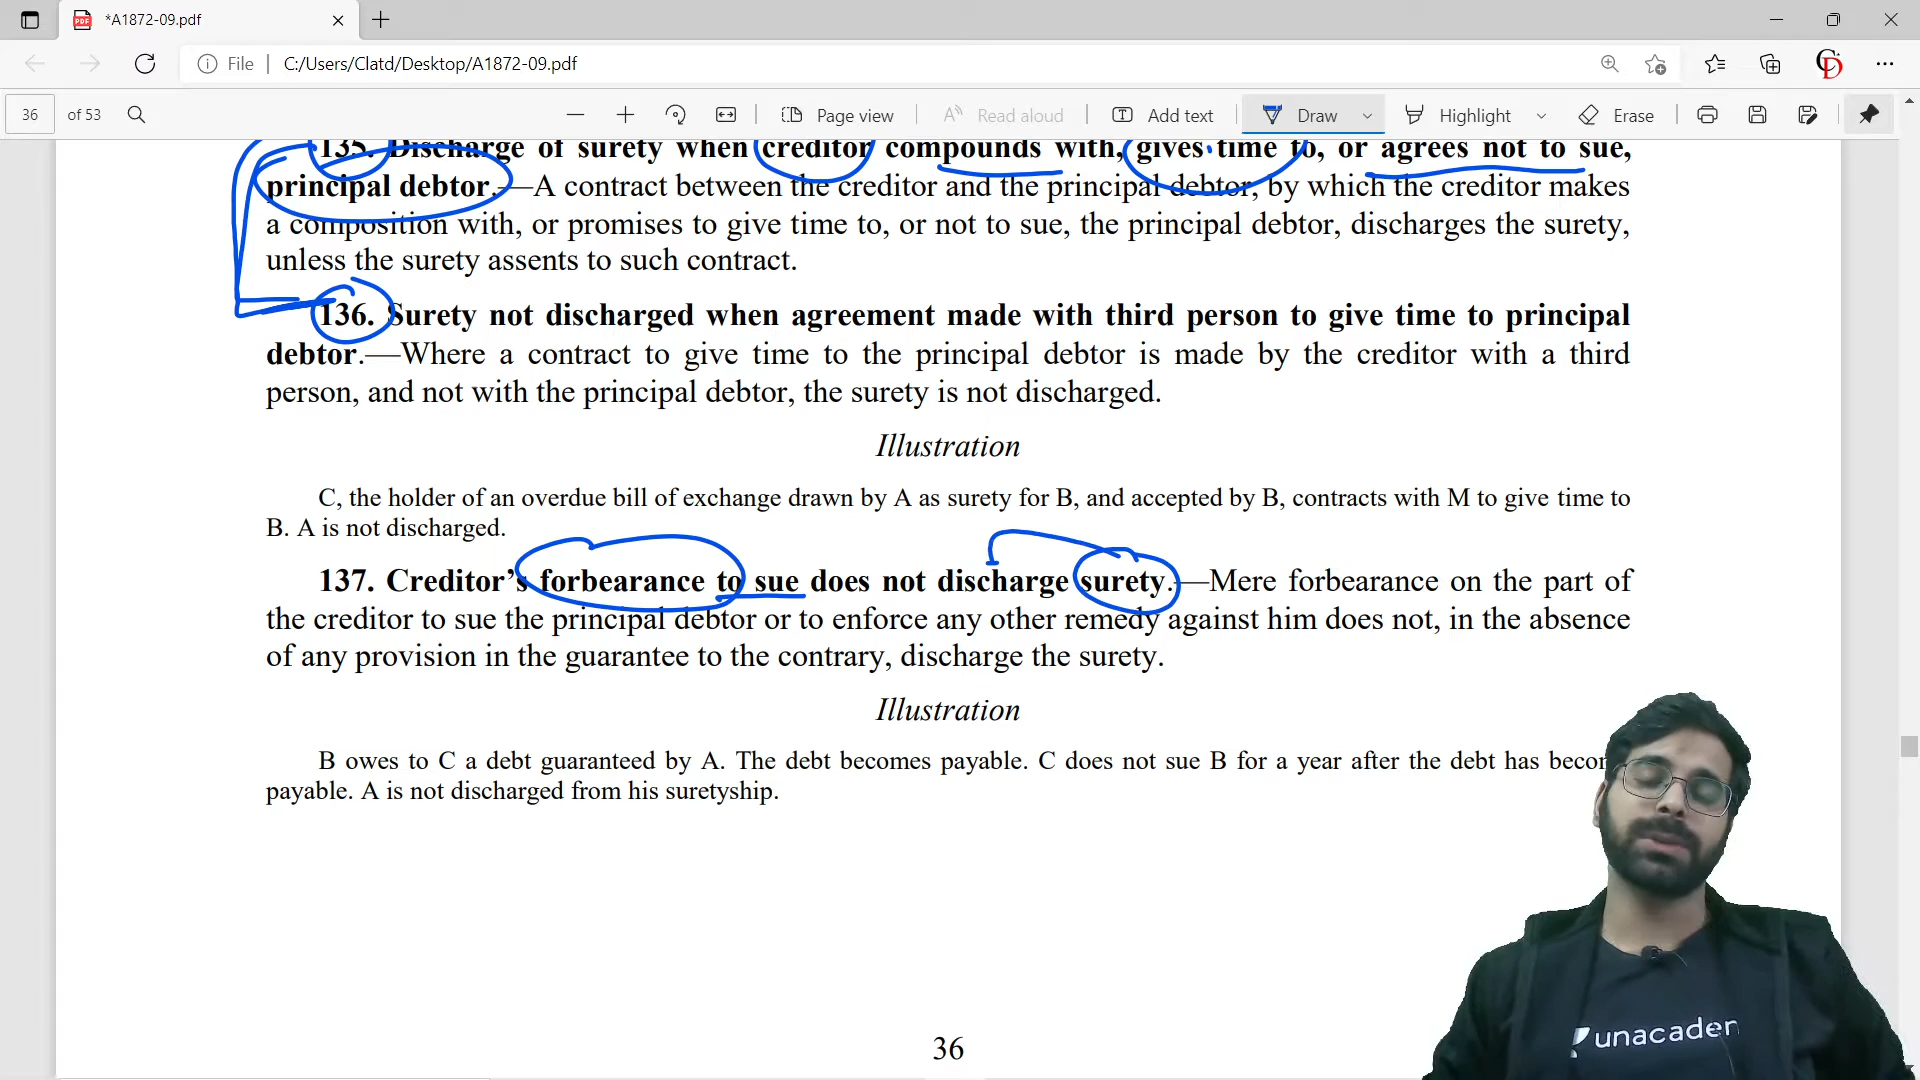 *A1872-09.pdf
File
C:/Users/Clatd/Desktop/A1872-09.pdf
CD
36 of 53
Page view
Read aloud
Add text
Draw
Highlight
Erase
135. Discharge of surety when creditor compounds with, gives time to, or agrees not to sue,
principal debtor.—A contract between the creditor and the principal debtor, by which the creditor makes
a composition with, or promises to give time to, or not to sue, the principal debtor, discharges the surety,
unless the surety assents to such contract.
136. Surety not discharged when agreement made with third person to give time to principal
debtor.—Where a contract to give time to the principal debtor is made by the creditor with a third
person, and not with the principal debtor, the surety is not discharged.
Illustration
C, the holder of an overdue bill of exchange drawn by A as surety for B, and accepted by B, contracts with M to give time to
B. A is not discharged.
137. Creditor's forbearance to sue does not discharge surety.—Mere forbearance on the part of
the creditor to sue the principal debtor or to enforce any other remedy against him does not, in the absence
of any provision in the guarantee to the contrary, discharge the surety.
Illustration
B owes to C a debt guaranteed by A. The debt becomes payable. C does not sue B for a year after the debt has becom
payable. A is not discharged from his suretyship.
unacadem
36